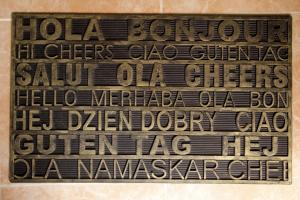 HOLA BONJOUR
HI CHEERS CIAO GUTEN TAG
SALUT OLA CHEERS
HELLO MERHABA OLA BON
HEJ DZIEN DOBRY CIAO
GUTEN TAG HEJ
OLA NAMASKAR CHEE